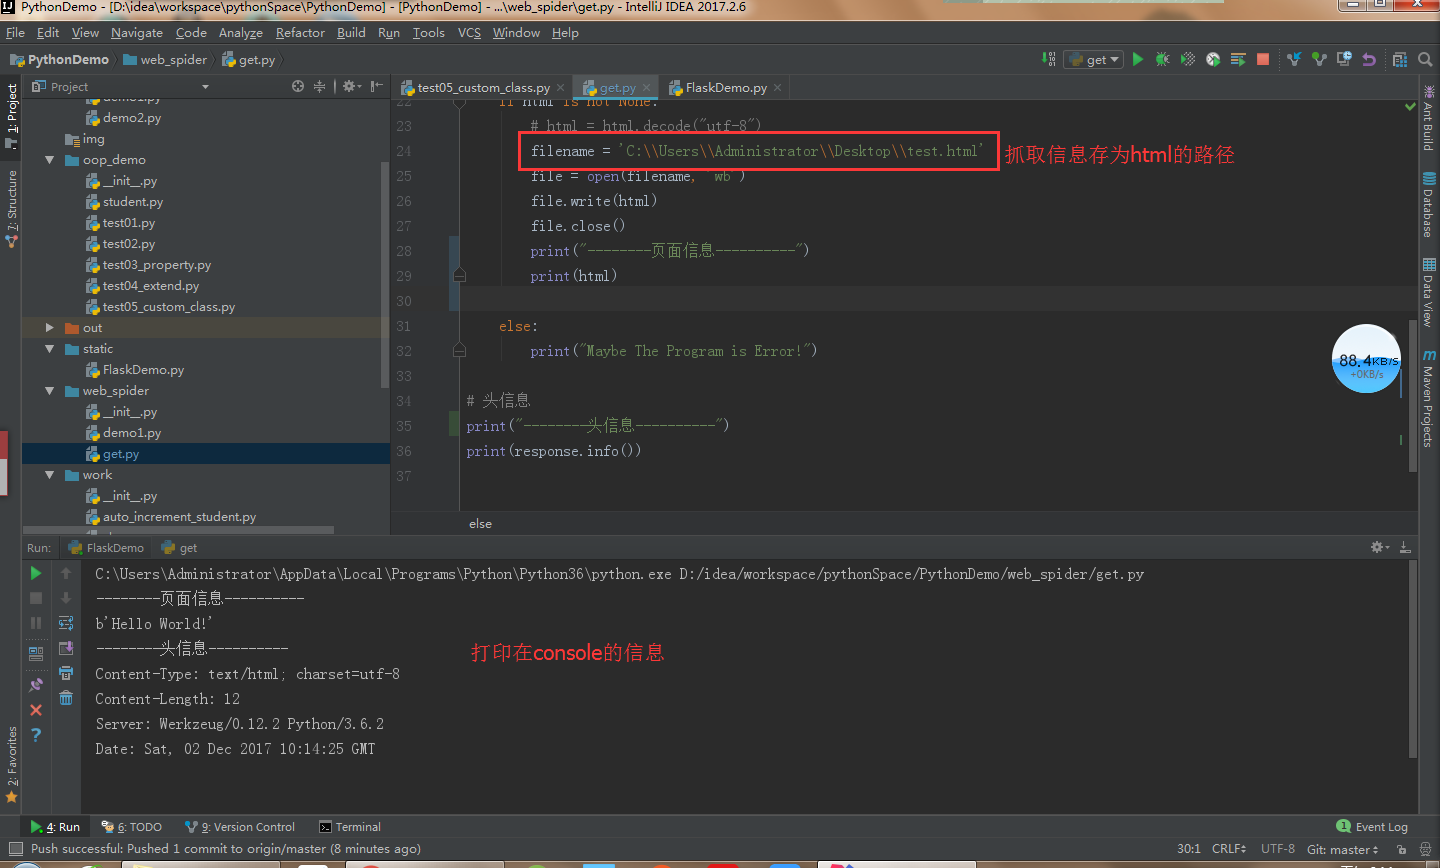 PythonDemo - [D:\idea\workspace\pythonSpace\PythonDemo] - [PythonDemo] - ...\web_spider\get.py - IntelliJ IDEA 2017.2.6
File Edit View Navigate Code Analyze Refactor Build Run Tools VCS Window Help
PythonDemo web_spider get.py get
Project
test05_custom_class.py get.py FlaskDemo.py
1: Project
7: Structure
2: Favorites
demo1.py
demo2.py
img
oop_demo
__init__.py
student.py
test01.py
test02.py
test03_property.py
test04_extend.py
test05_custom_class.py
out
static
FlaskDemo.py
web_spider
__init__.py
demo1.py
get.py
work
__init__.py
auto_increment_student.py
22 if html is not None:
23 # html = html.decode("utf-8")
24 filename = 'C:\\Users\\Administrator\\Desktop\\test.html'
抓取信息存为html的路径
25 file = open(filename, 'wb')
26 file.write(html)
27 file.close()
28 print("--------页面信息----------")
29 print(html)
30
31 else:
32 print("Maybe The Program is Error!")
33
34 # 头信息
35 print("--------头信息----------")
36 print(response.info())
37
else
Ant Build
Database
Data View
Maven Projects
88.4KB/S
+0KB/s
Run: FlaskDemo get
C:\Users\Administrator\AppData\Local\Programs\Python\Python36\python.exe D:/idea/workspace/pythonSpace/PythonDemo/web_spider/get.py
--------页面信息----------
b'Hello World!'
--------头信息----------
打印在console的信息
Content-Type: text/html; charset=utf-8
Content-Length: 12
Server: Werkzeug/0.12.2 Python/3.6.2
Date: Sat, 02 Dec 2017 10:14:25 GMT
4: Run 6: TODO 9: Version Control Terminal 1 Event Log
Push successful: Pushed 1 commit to origin/master (8 minutes ago) 30:1 CRLF UTF-8 Git: master